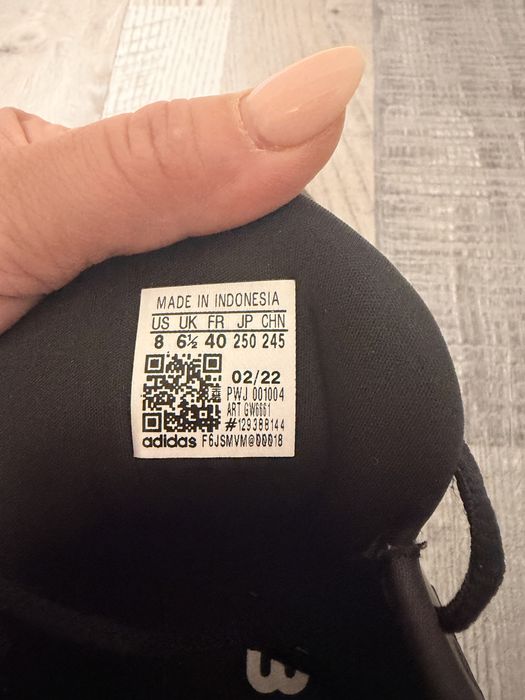 MADE IN INDONESIA
US UK FR JP CHN
8 6½ 40 250 245
02/22
PWJ 001004
ART GW6661
#129388144
adidas F6JSMVM@00018
3